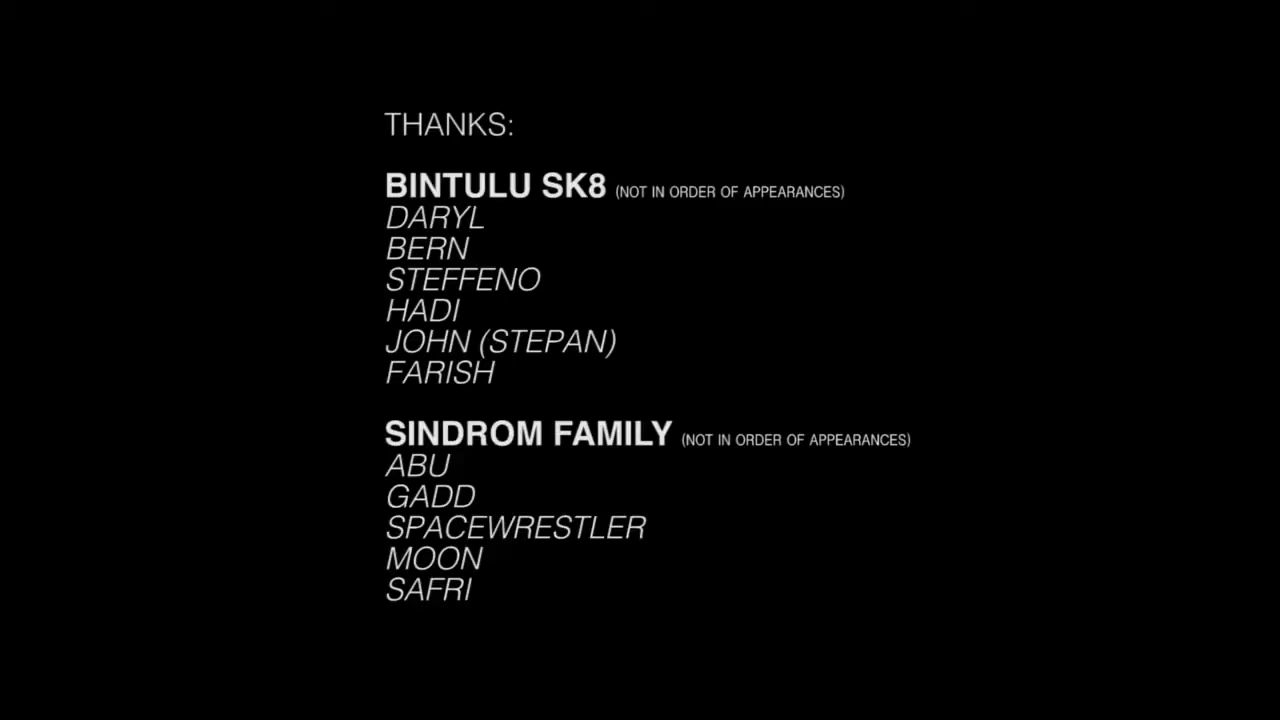 THANKS:
BINTULU SK8 (NOT IN ORDER OF APPEARANCES)
DARYL
BERN
STEFFENO
HADI
JOHN (STEPAN)
FARISH
SINDROM FAMILY (NOT IN ORDER OF APPEARANCES)
ABU
GADD
SPACEWRESTLER
MOON
SAFRI